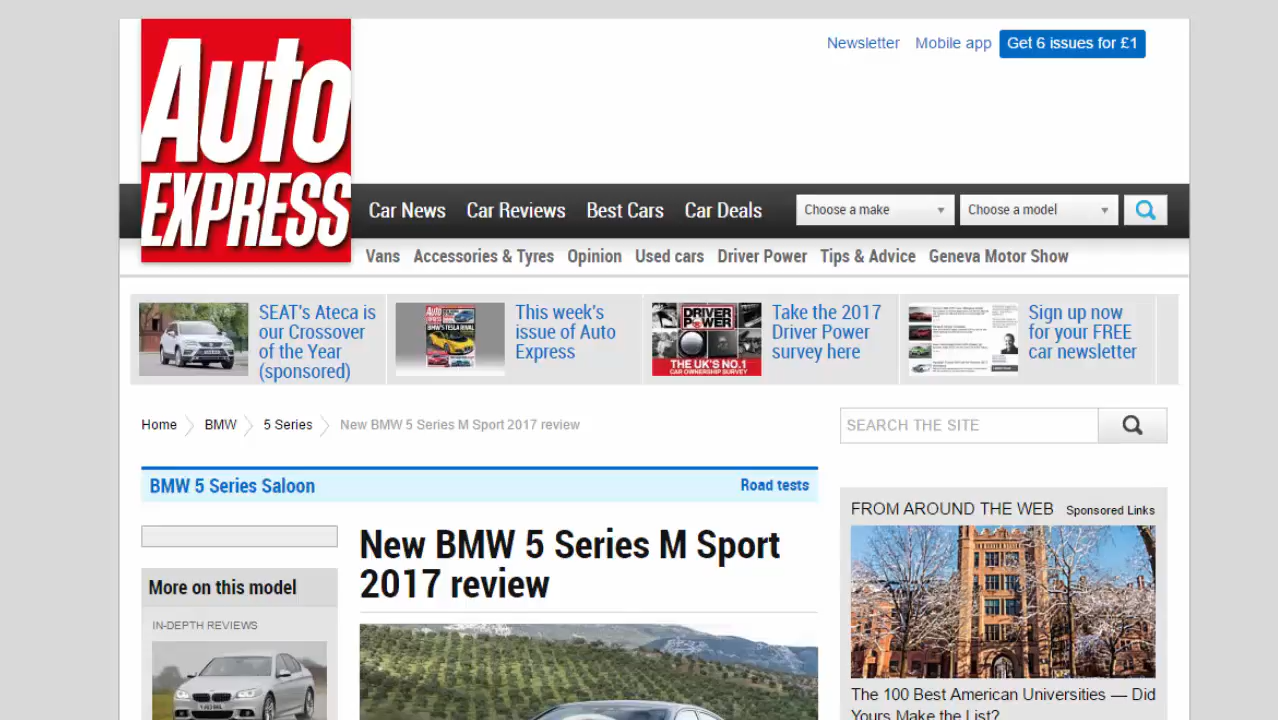 Auto
EXPRESS
Newsletter Mobile app Get 6 issues for £1
Car News Car Reviews Best Cars Car Deals Choose a make Choose a model
Vans Accessories & Tyres Opinion Used cars Driver Power Tips & Advice Geneva Motor Show
SEAT's Ateca is
our Crossover
of the Year
(sponsored)
This week's
issue of Auto
Express
DRIVER
POWER
THE UK'S NO.1
CAR OWNERSHIP SURVEY
Take the 2017
Driver Power
survey here
Sign up now
for your FREE
car newsletter
Home BMW 5 Series New BMW 5 Series M Sport 2017 review
SEARCH THE SITE
BMW 5 Series Saloon Road tests
New BMW 5 Series M Sport
2017 review
More on this model
IN-DEPTH REVIEWS
FROM AROUND THE WEB Sponsored Links
The 100 Best American Universities — Did
Yours Make the List?